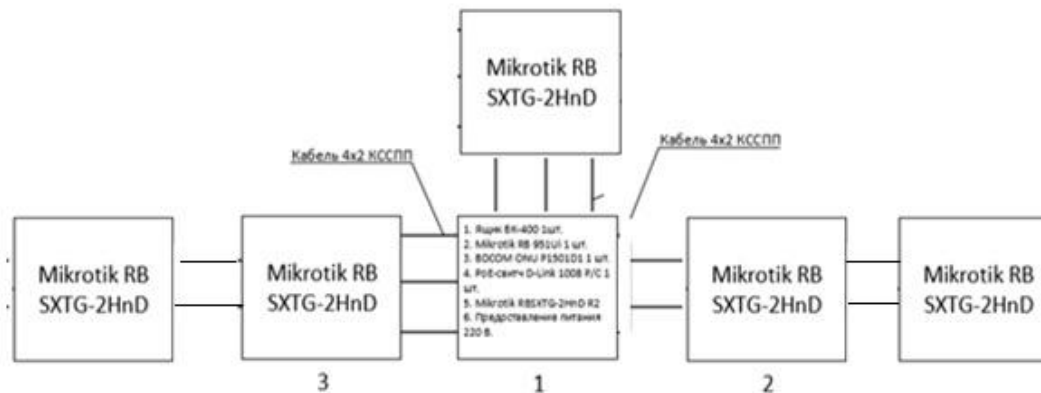 Mikrotik RB
SXTG-2HnD
Кабель 4x2 КССПП
Кабель 4x2 КССПП
Mikrotik RB
SXTG-2HnD
Mikrotik RB
SXTG-2HnD
1. Ящик ВК-400 1шт.
2. Mikrotik RB 951Ui 1 шт.
3. BDCOM ONU P1501D1 1 шт.
4. PoE-свитч D-Link 1008 P/C 1
шт.
5. Mikrotik RBSXTG-2HnD R2
6. Предоставление питания
220 В.
Mikrotik RB
SXTG-2HnD
Mikrotik RB
SXTG-2HnD
3
1
2